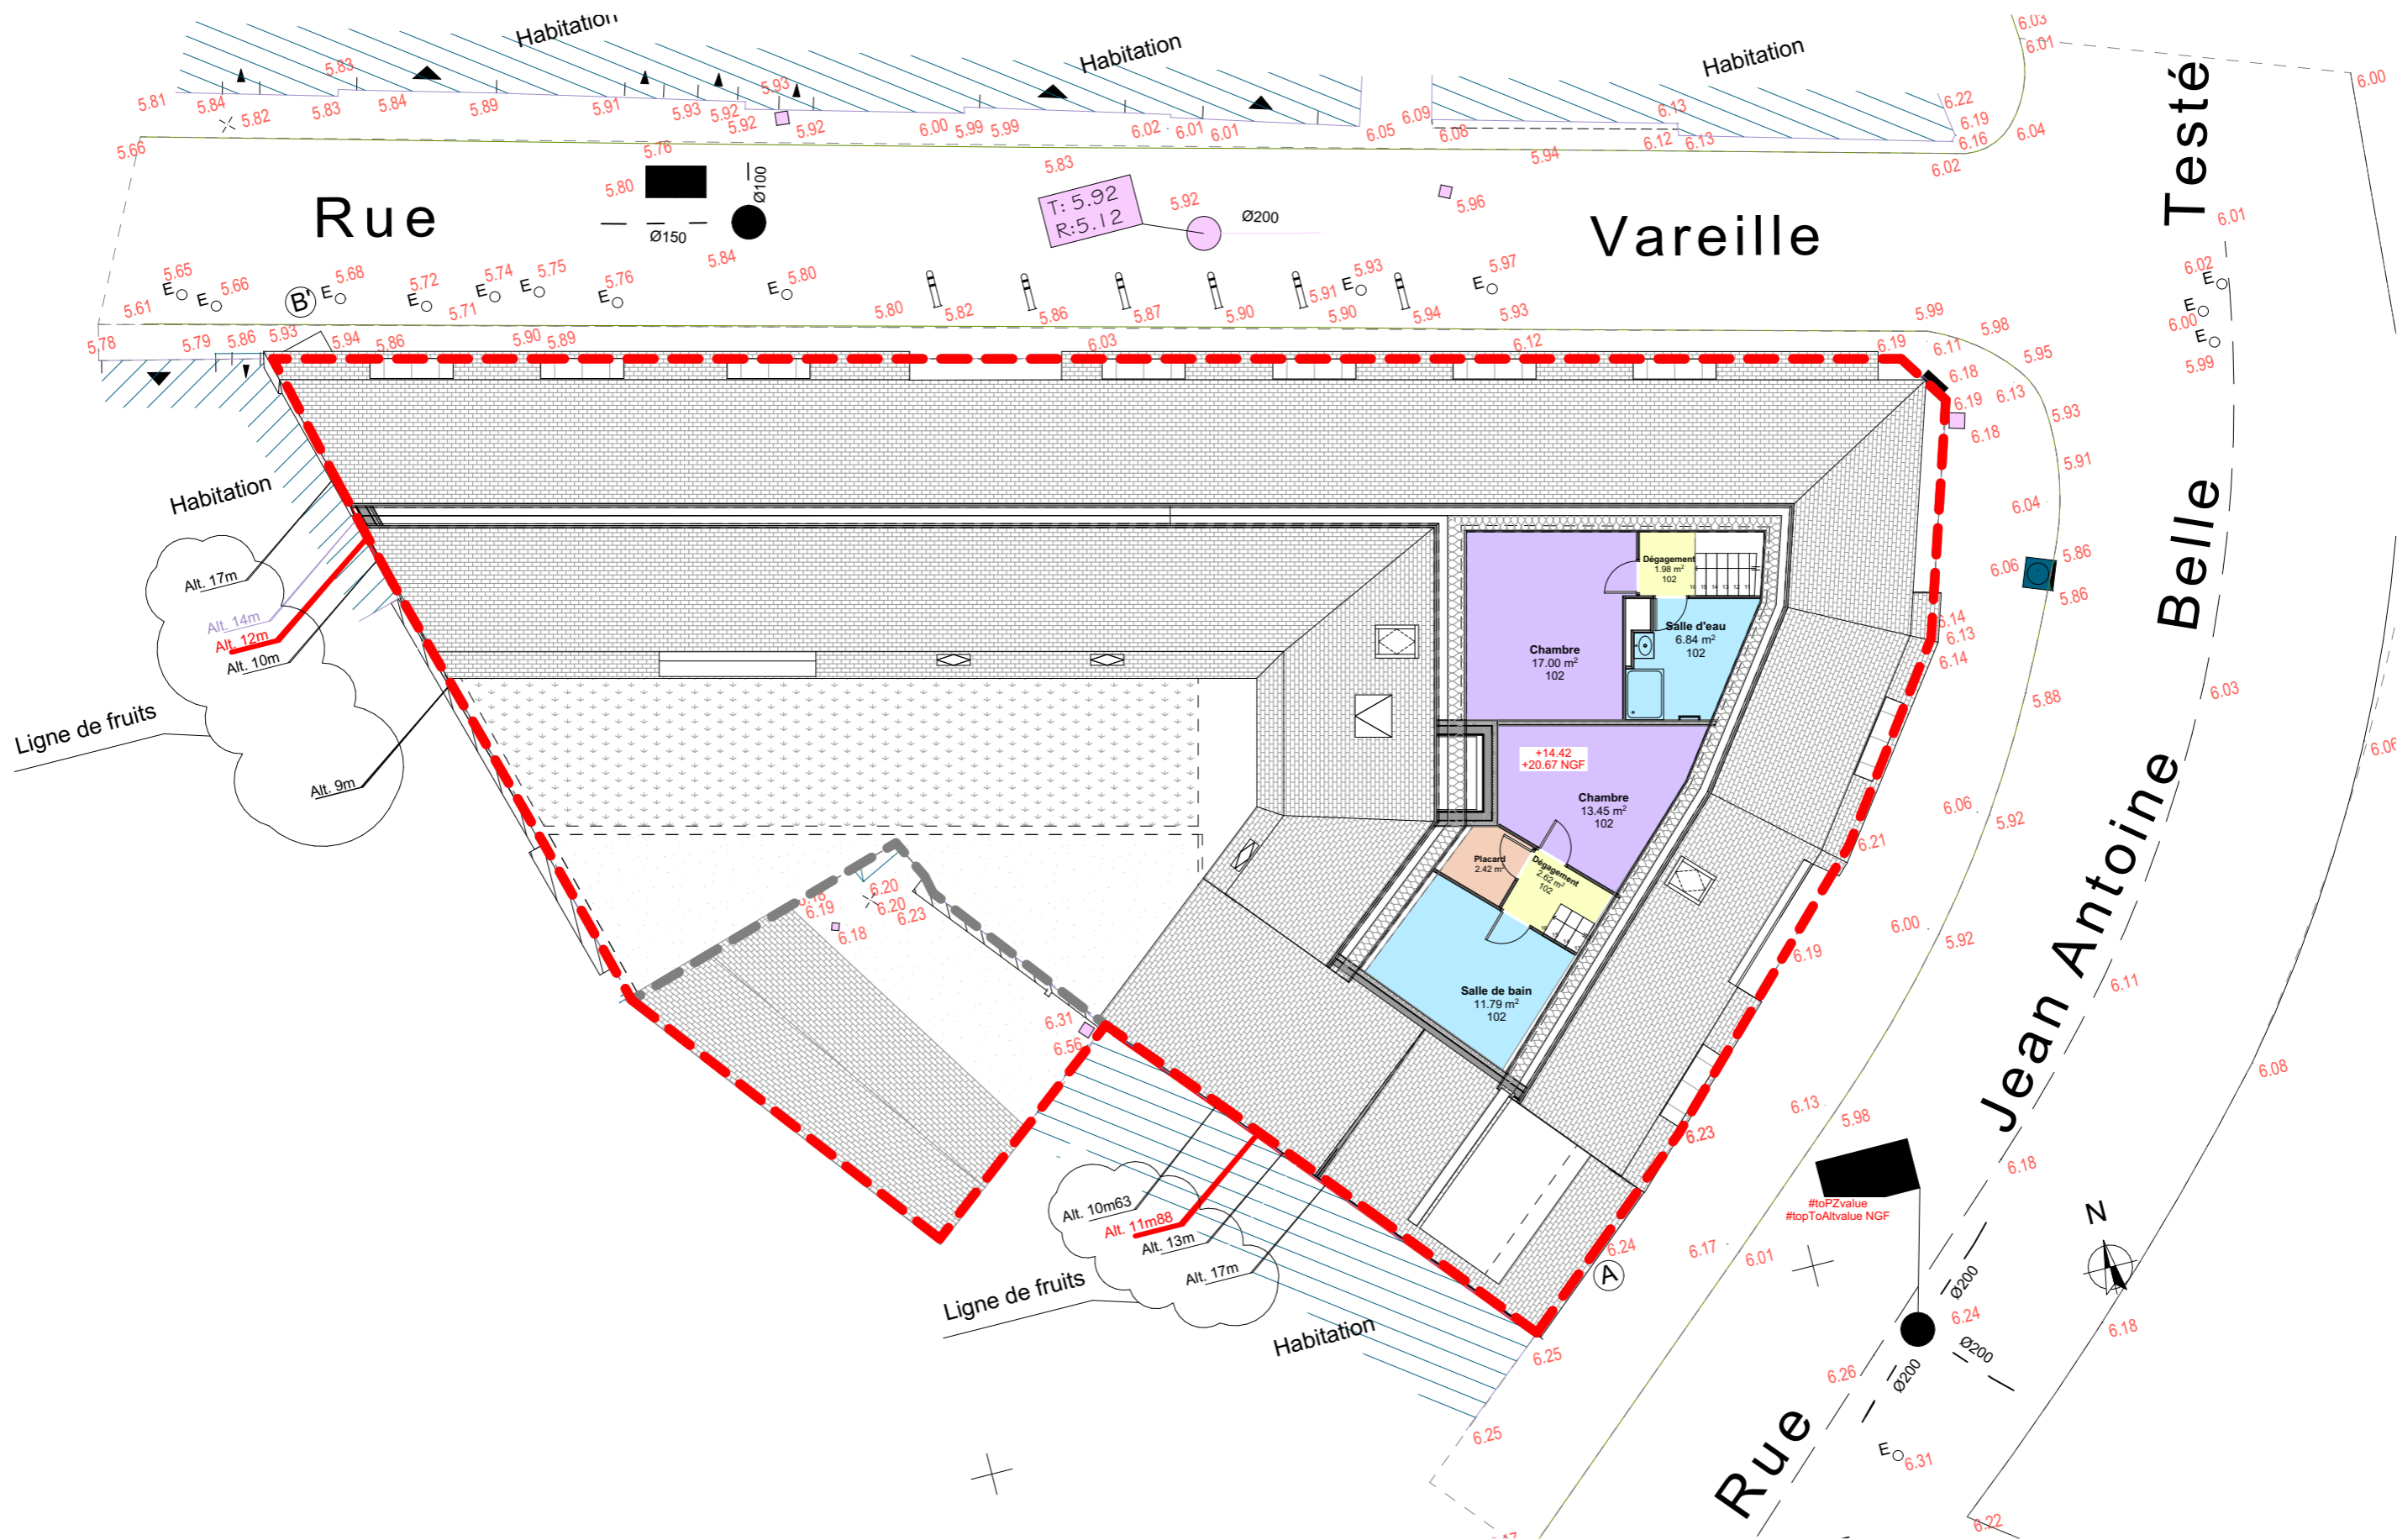 Habitation
Habitation
Habitation
6.03
6.01
6.00
5.83
5.93
5.81
5.84
5.82
5.83
5.84
5.89
5.91
5.93
5.92
5.92
5.92
6.00
5.99
5.99
6.02
6.01
6.01
6.05
6.09
6.08
6.13
6.12
6.13
6.22
6.19
6.16
6.04
6.02
5.66
5.76
5.80
Ø100
Ø150
5.83
5.94
T: 5.92
R:5.12
5.92
Ø200
5.96
Rue
Vareille
5.84
5.65
E
E
5.66
B'
E
5.68
E
5.72
5.71
E
5.74
5.75
E
5.76
E
5.80
5.61
5.80
5.82
5.86
5.87
5.90
5.91
E
5.93
5.90
5.94
E
5.97
5.93
5.99
5.98
5.78
5.79
5.86
5.93
5.94
5.86
5.90
5.89
6.03
6.12
6.19
6.11
5.95
6.18
6.19
6.13
5.93
6.18
5.91
6.04
5.86
6.06
5.86
6.01
6.02
E
E
6.00
E
5.99
Rue Jean Antoine Belle Testé
Habitation
Alt. 17m
Alt. 14m
Alt. 12m
Alt. 10m
Alt. 9m
Ligne de fruits
Dégagement
1.98 m²
102
16 15 14 13 12 11
Salle d'eau
6.84 m²
102
Chambre
17.00 m²
102
+14.42
+20.67 NGF
Chambre
13.45 m²
102
Placard
2.42 m²
Dégagement
2.62 m²
102
Salle de bain
11.79 m²
102
6.14
6.13
6.14
6.03
5.88
6.06
6.06
5.92
6.21
6.00
5.92
6.19
6.11
6.08
6.20
6.19
6.20
6.23
6.18
6.31
6.56
6.13
5.98
6.23
6.18
#toPZvalue
#topToAltvalue NGF
Alt. 10m63
Alt. 11m88
Alt. 13m
Alt. 17m
Ligne de fruits
Habitation
6.24
A
6.17
6.01
N
Ø200
6.24
Ø200
Ø200
6.18
6.25
6.26
6.25
E
6.31
6.22